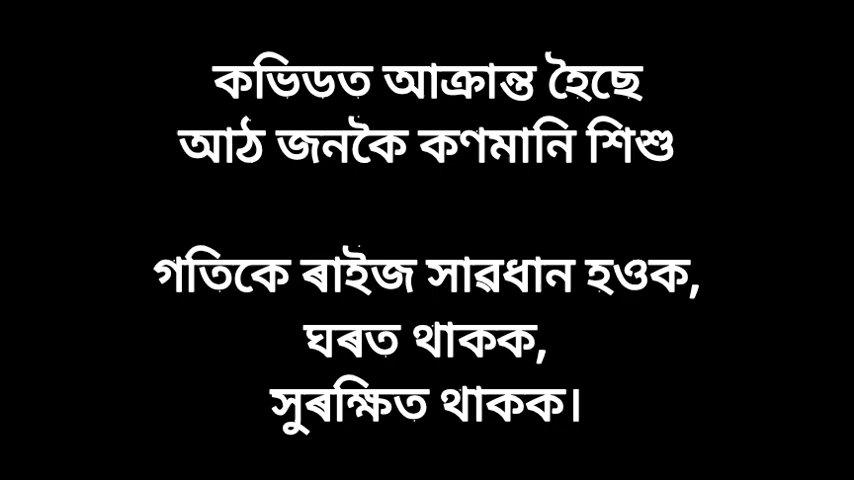 কভিডত আক্ৰান্ত হৈছে
আঠ জনকৈ কণমানি শিশু
গতিকে ৰাইজ সাৱধান হওক,
ঘৰত থাকক,
সুৰক্ষিত থাকক।